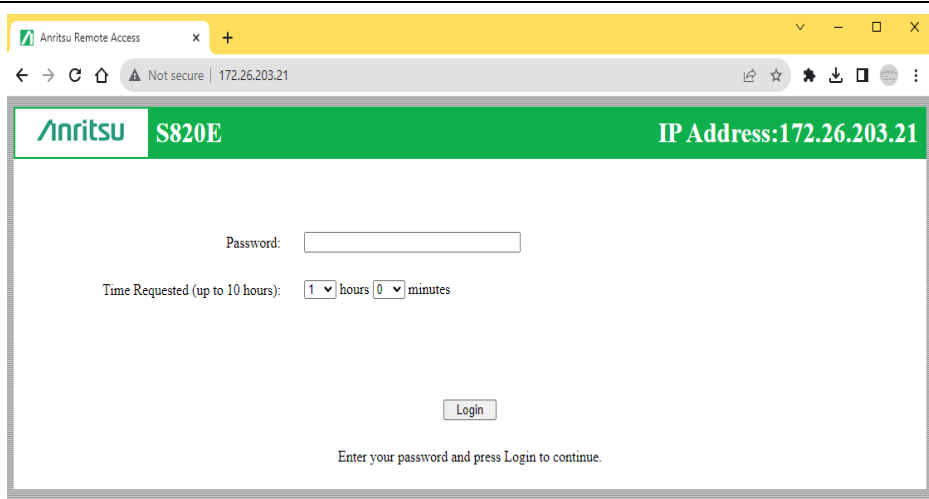 Anritsu Remote Access
Not secure 172.26.203.21
Anritsu S820E IP Address:172.26.203.21
Password:
Time Requested (up to 10 hours): 1 hours 0 minutes
Login
Enter your password and press Login to continue.